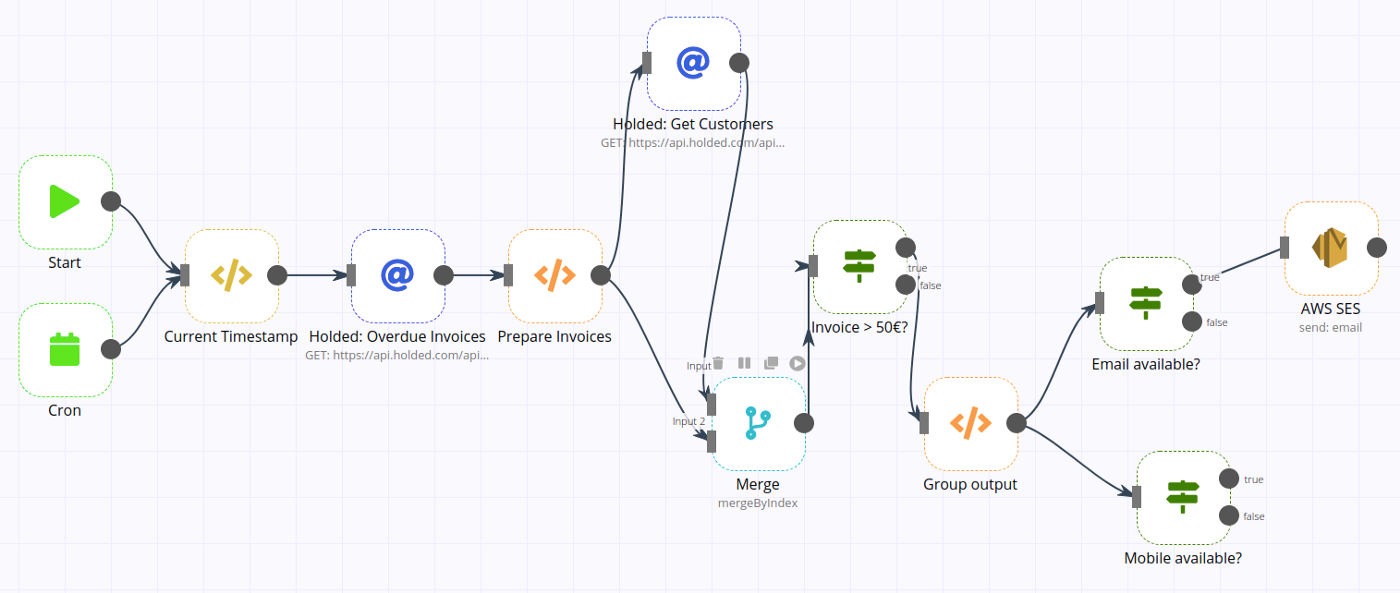 Holded: Get Customers
GET: https://api.holded.com/api...
Start
Current Timestamp
Holded: Overdue Invoices
GET: https://api.holded.com/api...
Prepare Invoices
Cron
true
false
Invoice > 50€?
Input
Input 2
Merge
mergeByIndex
Group output
true
false
Email available?
AWS SES
send: email
true
false
Mobile available?